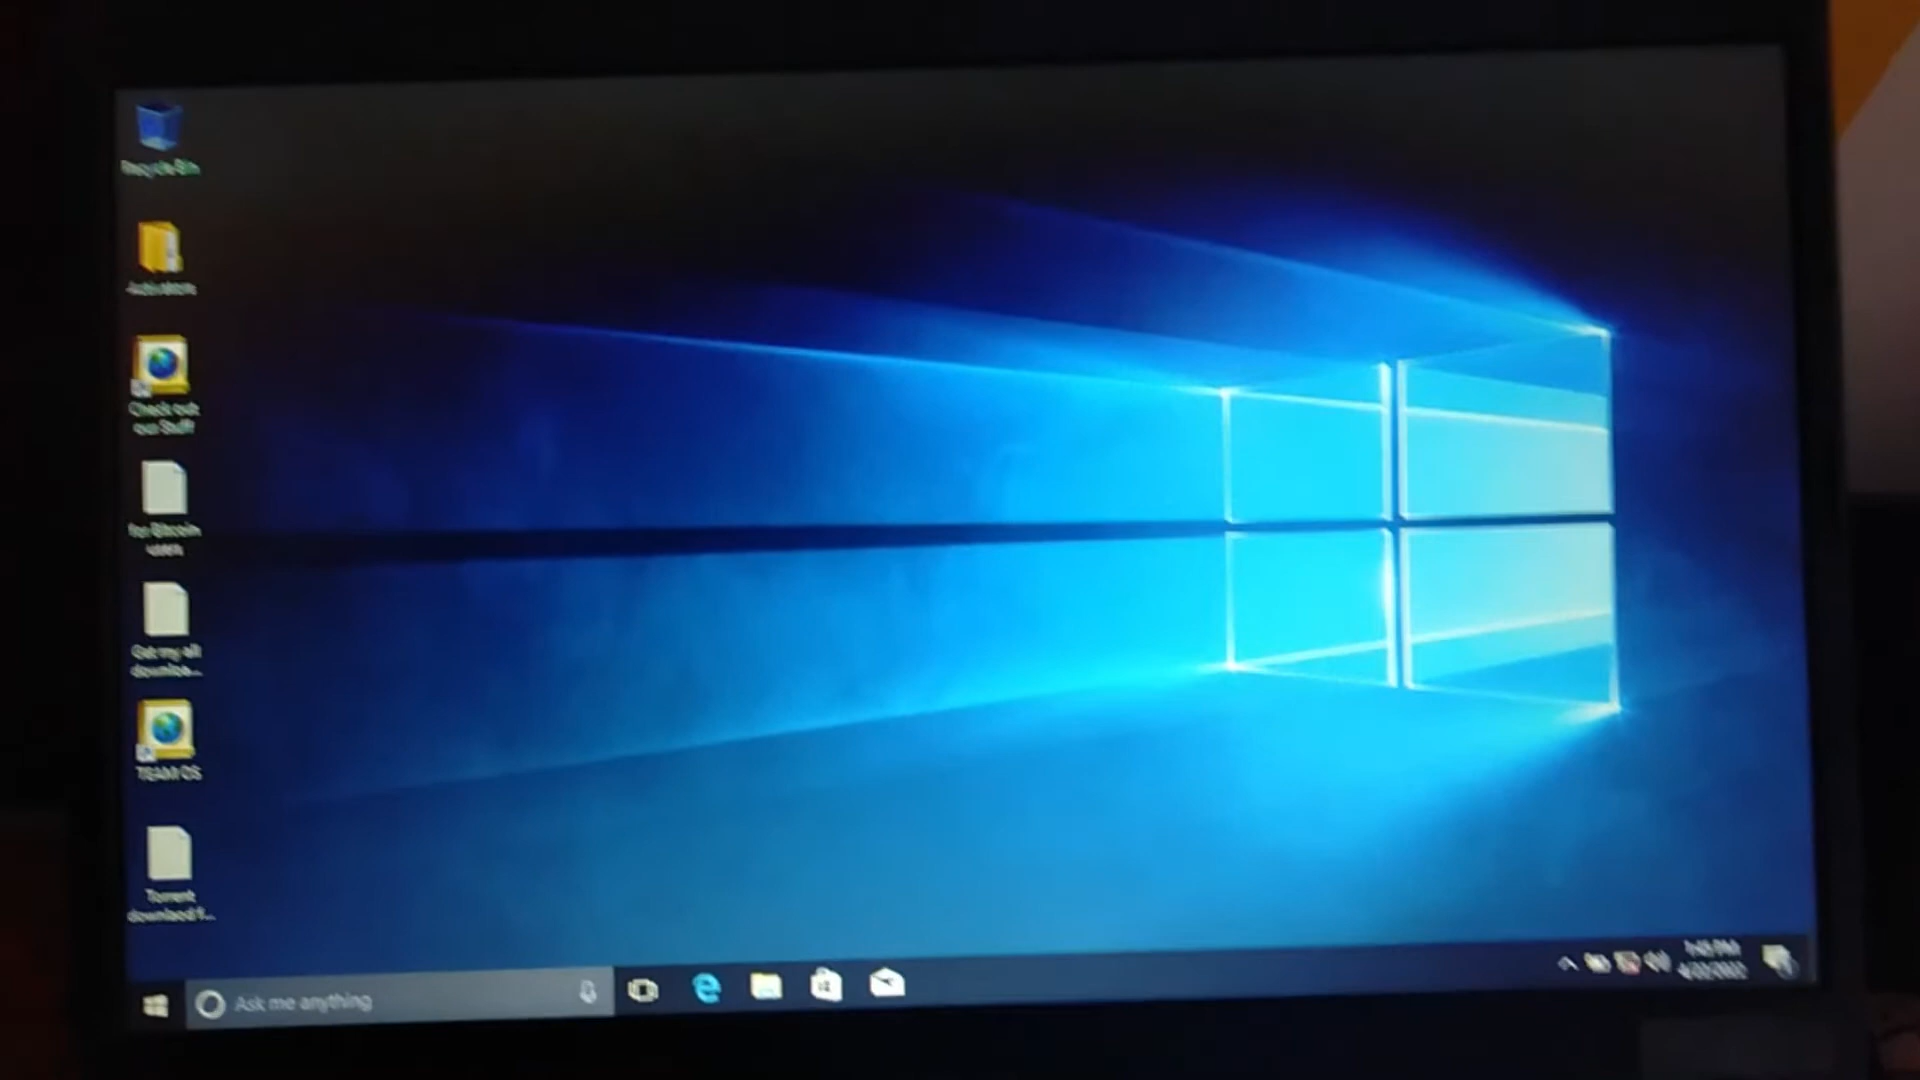 Recycle Bin
Activation
Check out
our Stuff!
for Bitcoin
users
Get my all
downloa...
TEAM OS
Torrent
download f...
Ask me anything